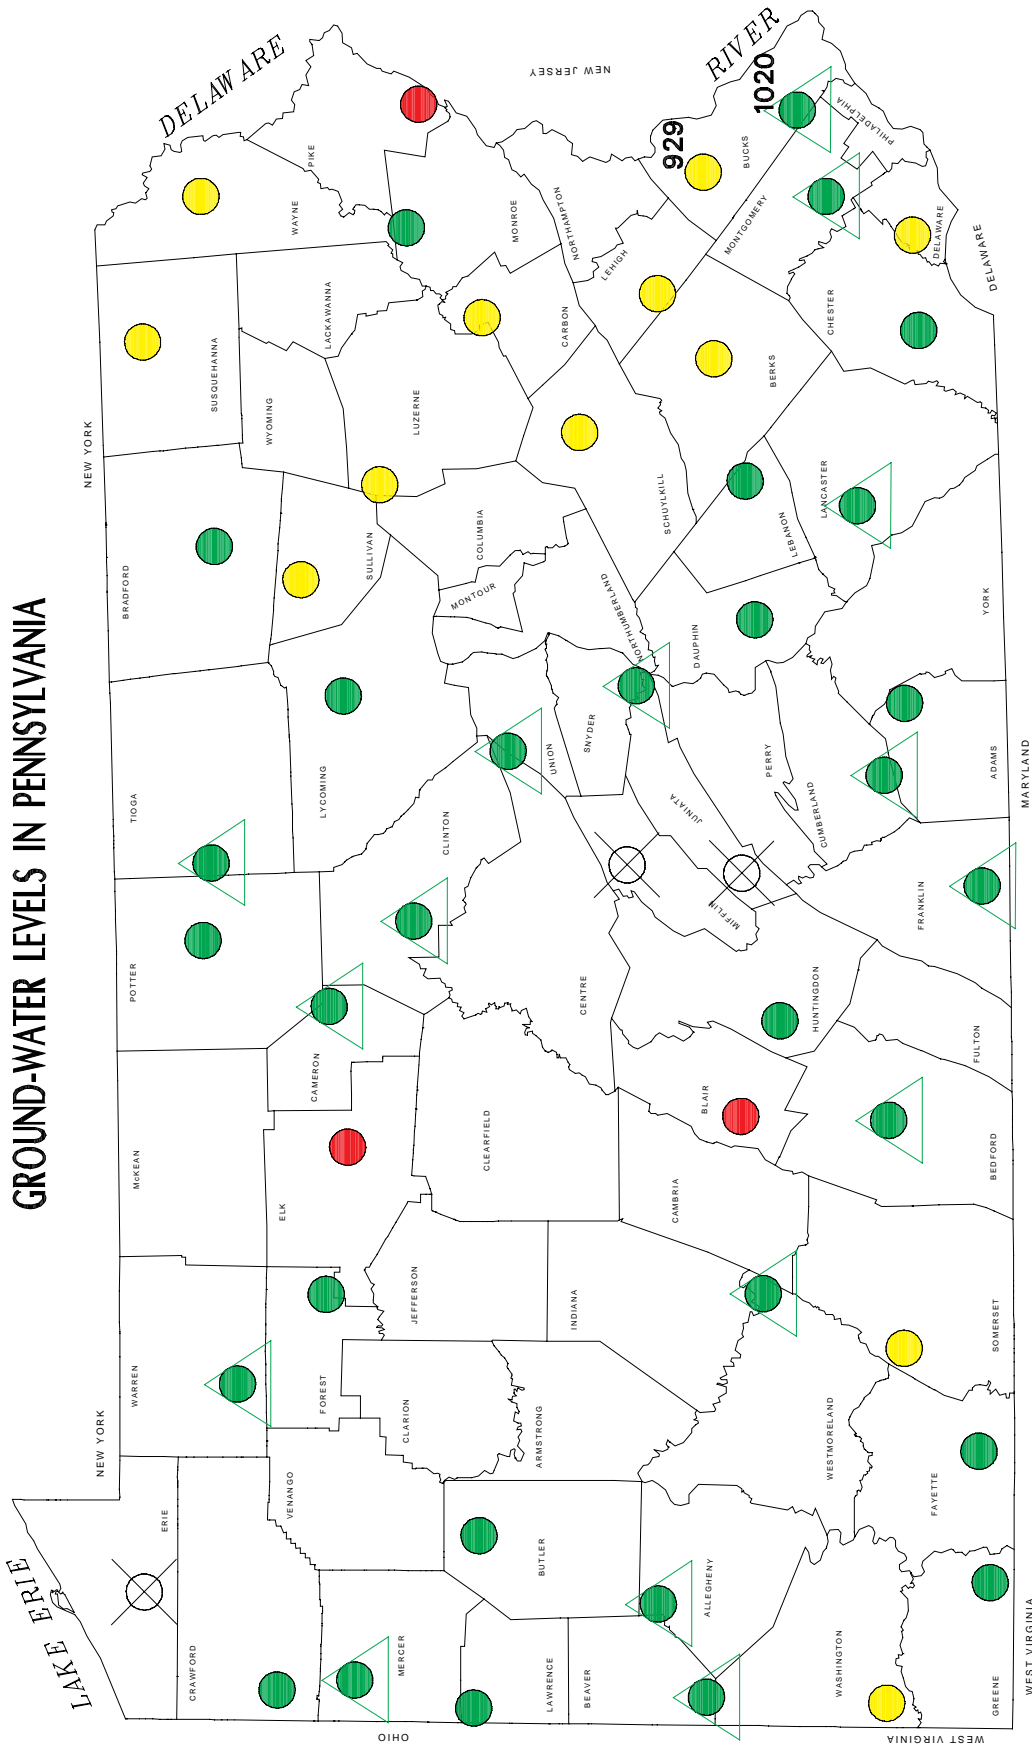 GROUND-WATER LEVELS IN PENNSYLVANIA
LAKE ERIE
NEW YORK
NEW YORK
DELAWARE
RIVER
NEW JERSEY
929
1020
ERIE
CRAWFORD
WARREN
McKEAN
POTTER
TIOGA
BRADFORD
SUSQUEHANNA
WAYNE
PIKE
WYOMING
LACKAWANNA
MERCER
VENANGO
FOREST
ELK
CAMERON
CLINTON
LYCOMING
SULLIVAN
LUZERNE
COLUMBIA
MONTOUR
MONROE
CARBON
NORTHAMPTON
LEHIGH
LAWRENCE
BUTLER
CLARION
JEFFERSON
CLEARFIELD
CENTRE
UNION
SNYDER
NORTHUMBERLAND
SCHUYLKILL
BERKS
BUCKS
MONTGOMERY
PHILADELPHIA
BEAVER
ARMSTRONG
INDIANA
CAMBRIA
BLAIR
HUNTINGDON
MIFFLIN
JUNIATA
PERRY
DAUPHIN
LEBANON
LANCASTER
CHESTER
DELAWARE
ALLEGHENY
WESTMORELAND
WASHINGTON
GREENE
FAYETTE
SOMERSET
BEDFORD
FULTON
FRANKLIN
CUMBERLAND
ADAMS
YORK
OHIO
WEST VIRGINIA
WEST VIRGINIA
MARYLAND
DELAWARE